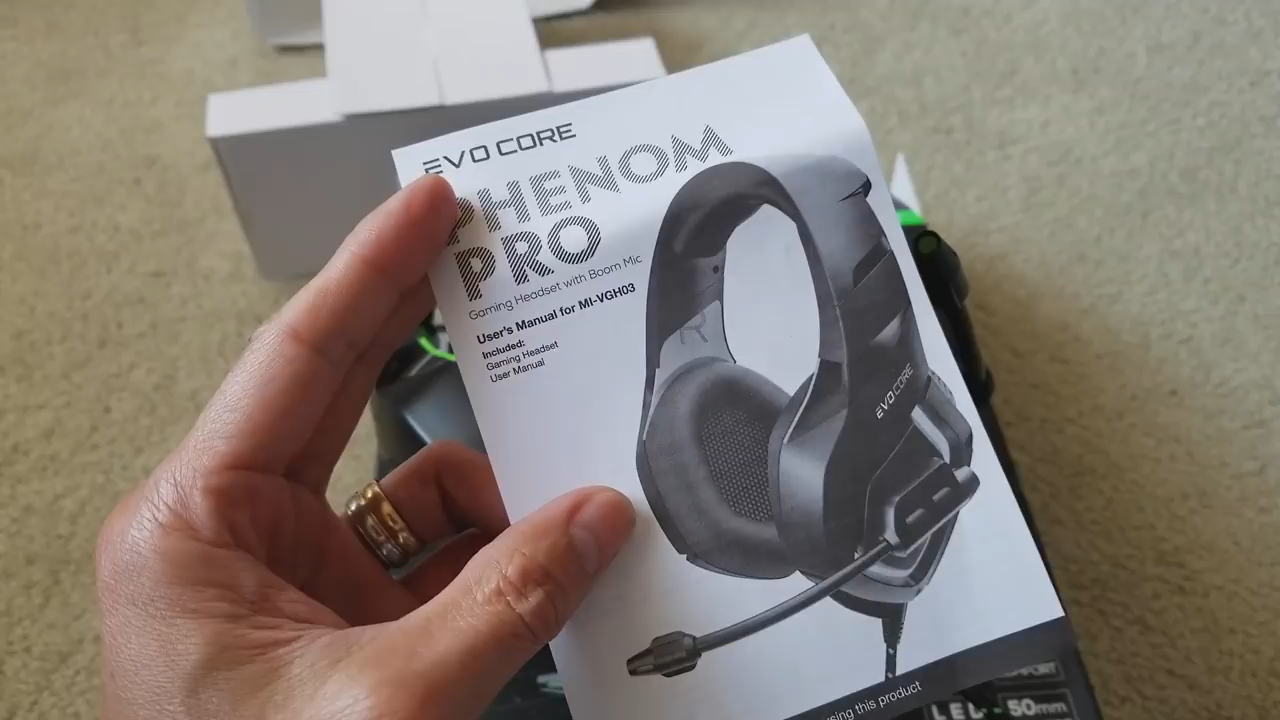 EVO CORE
PHENOM
PRO
Gaming Headset with Boom Mic
User's Manual for MI-VGH03
Included:
Gaming Headset
User Manual
R
EVO CORE
using this product
50mm